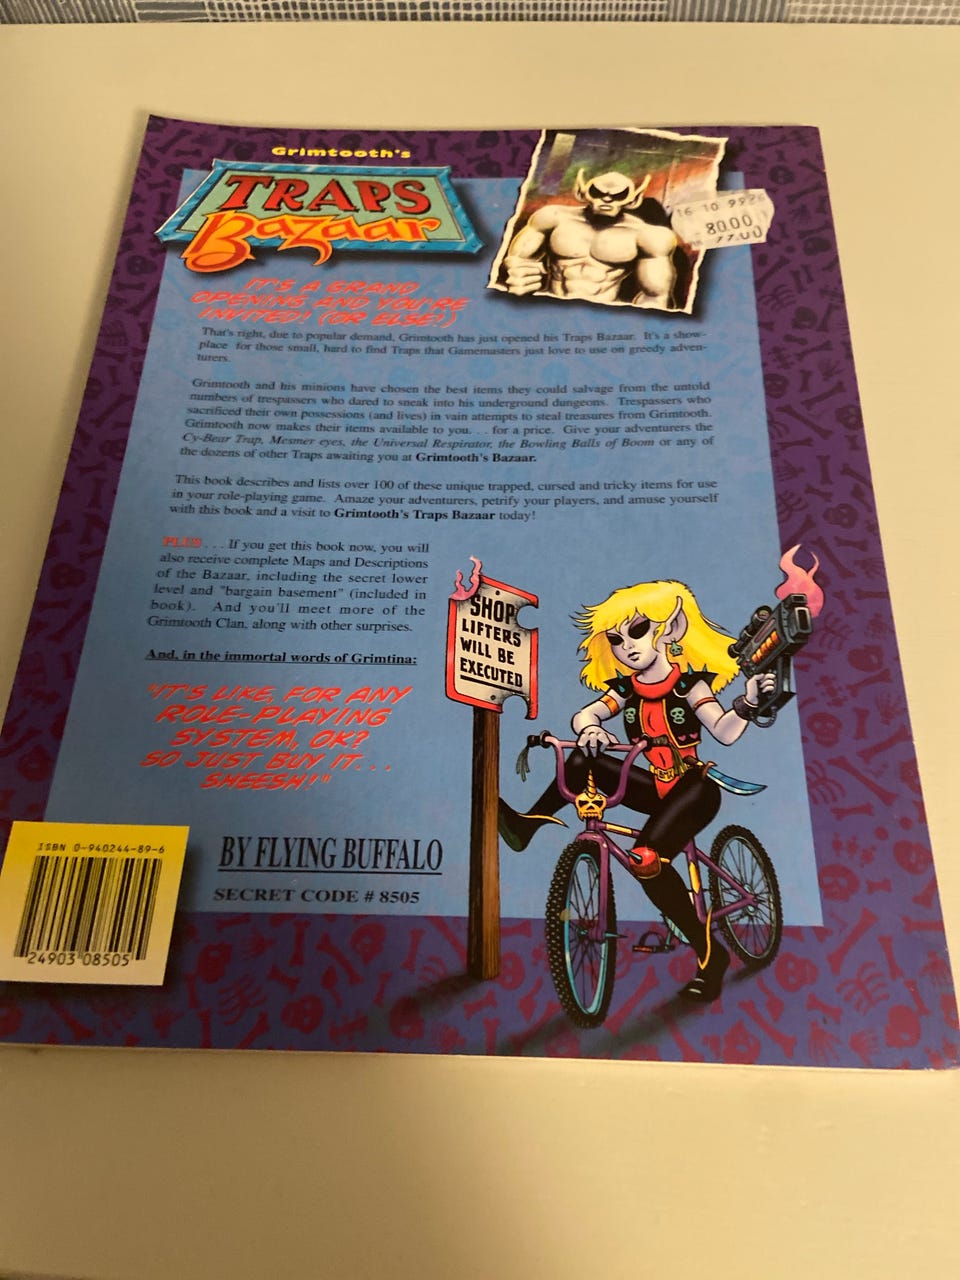 Grimtooth's
TRAPS
Bazaar
16 10 99
80.00
77.00
IT'S A GRAND
OPENING AND YOU'RE
INVITED! (OR ELSE!)
That's right, due to popular demand, Grimtooth has just opened his Traps Bazaar. It's a show-
place for those small, hard to find Traps that Gamemasters just love to use on greedy adven-
turers.
Grimtooth and his minions have chosen the best items they could salvage from the untold
numbers of trespassers who dared to sneak into his underground dungeons. Trespassers who
sacrificed their own possessions (and lives) in vain attempts to steal treasures from Grimtooth.
Grimtooth now makes their items available to you. . . for a price. Give your adventurers the
Cy-Bear Trap, Mesmer eyes, the Universal Respirator, the Bowling Balls of Boom or any of
the dozens of other Traps awaiting you at Grimtooth's Bazaar.
This book describes and lists over 100 of these unique trapped, cursed and tricky items for use
in your role-playing game. Amaze your adventurers, petrify your players, and amuse yourself
with this book and a visit to Grimtooth's Traps Bazaar today!
PLUS . . . If you get this book now, you will
also receive complete Maps and Descriptions
of the Bazaar, including the secret lower
level and "bargain basement" (included in
book). And you'll meet more of the
Grimtooth Clan, along with other surprises.
And, in the immortal words of Grimtina:
"IT'S LIKE, FOR ANY
ROLE-PLAYING
SYSTEM, OK?
SO JUST BUY IT. . .
SHEESH!"
SHOP
LIFTERS
WILL BE
EXECUTED
BY FLYING BUFFALO
SECRET CODE # 8505
ISBN 0-940244-89-6
24903 08505